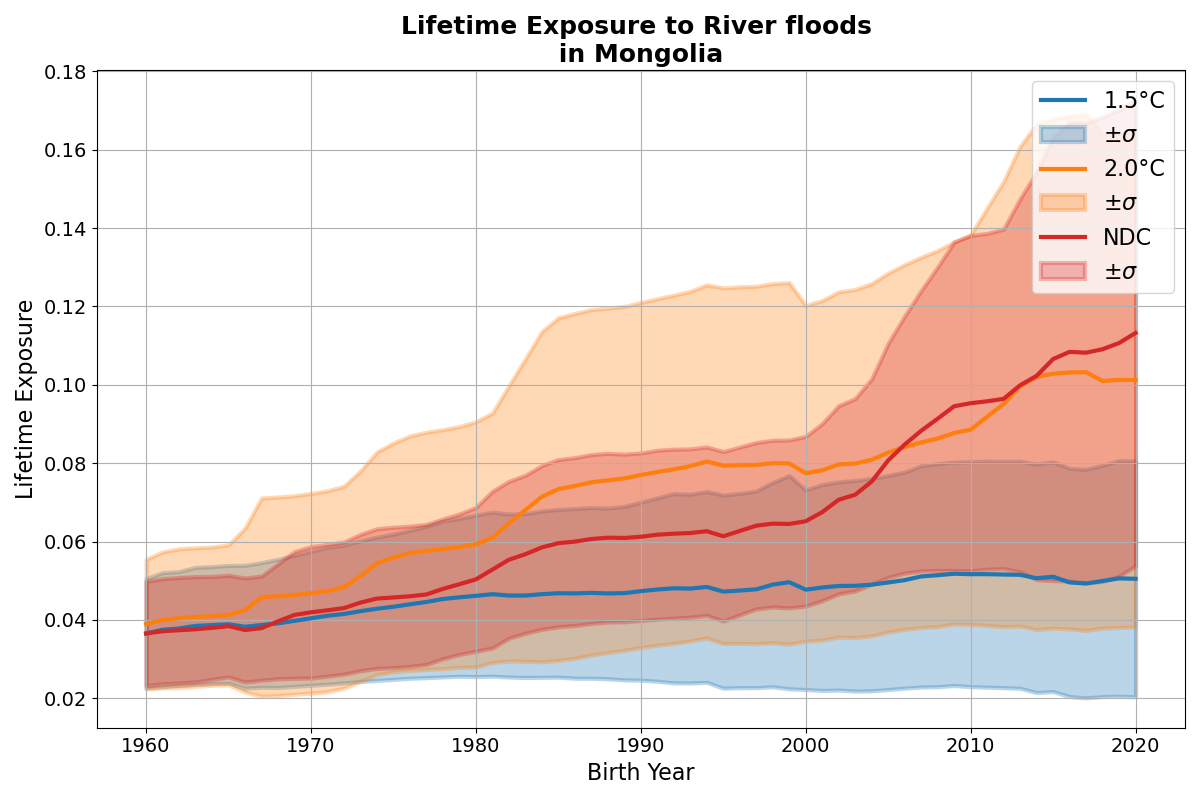 Lifetime Exposure to River floods
in Mongolia
Lifetime Exposure
0.18
0.16
0.14
0.12
0.10
0.08
0.06
0.04
0.02
1.5°C
±σ
2.0°C
±σ
NDC
±σ
1960
1970
1980
1990
2000
2010
2020
Birth Year